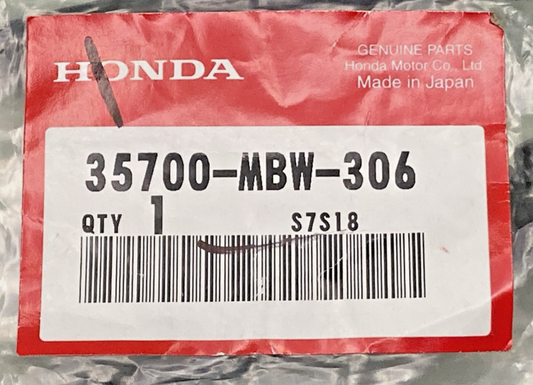 HONDA
GENUINE PARTS
Honda Motor Co., Ltd
Made in Japan
35700-MBW-306
QTY 1 S7S18